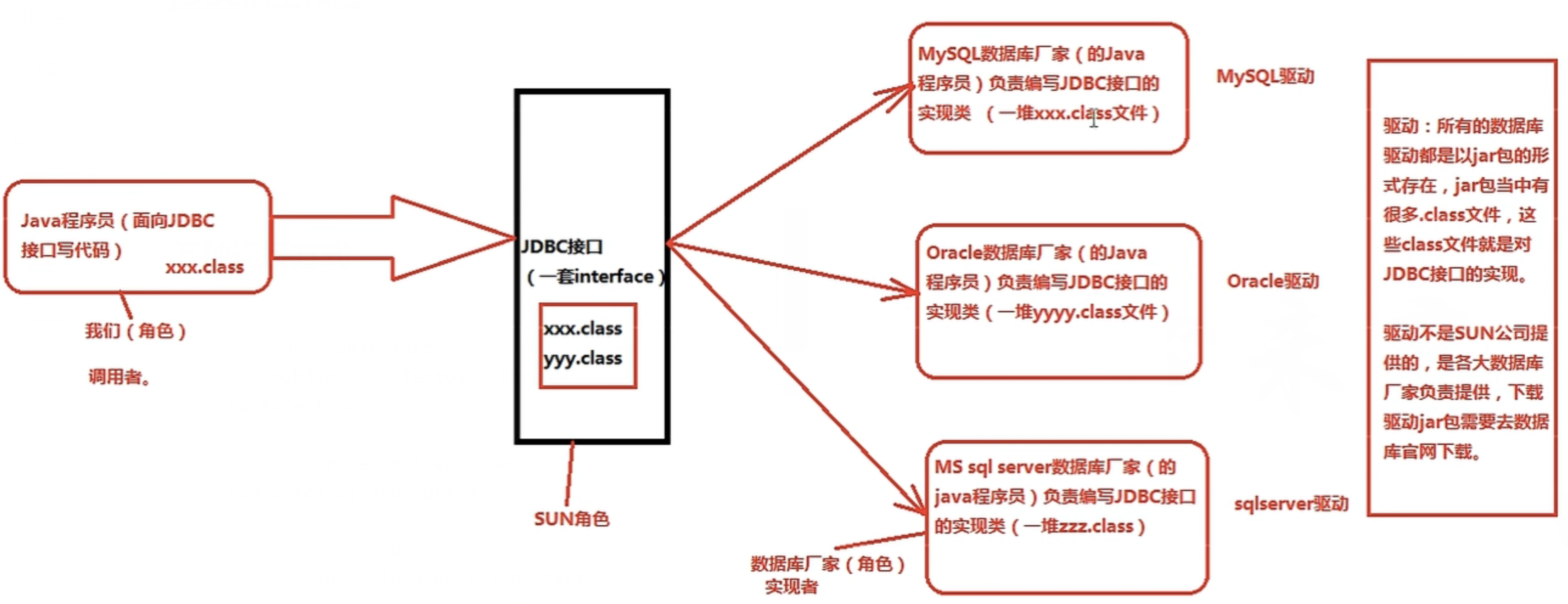 Java程序员（面向JDBC
接口写代码）
xxx.class
我们（角色）
调用者。
JDBC接口
（一套interface）
xxx.class
yyy.class
SUN角色
MySQL数据库厂家（的Java
程序员）负责编写JDBC接口的
实现类 （一堆xxx.class文件）
MySQL驱动
Oracle数据库厂家（的Java
程序员）负责编写JDBC接口的
实现类（一堆yyyy.class文件）
Oracle驱动
MS sql server数据库厂家（的
java程序员）负责编写JDBC接口
的实现类（一堆zzz.class）
sqlserver驱动
数据库厂家（角色）
实现者
驱动：所有的数据库
驱动都是以jar包的形
式存在，jar包当中有
很多.class文件，这
些class文件就是对
JDBC接口的实现。
驱动不是SUN公司提
供的，是各大数据库
厂家负责提供，下载
驱动jar包需要去数据
库官网下载。